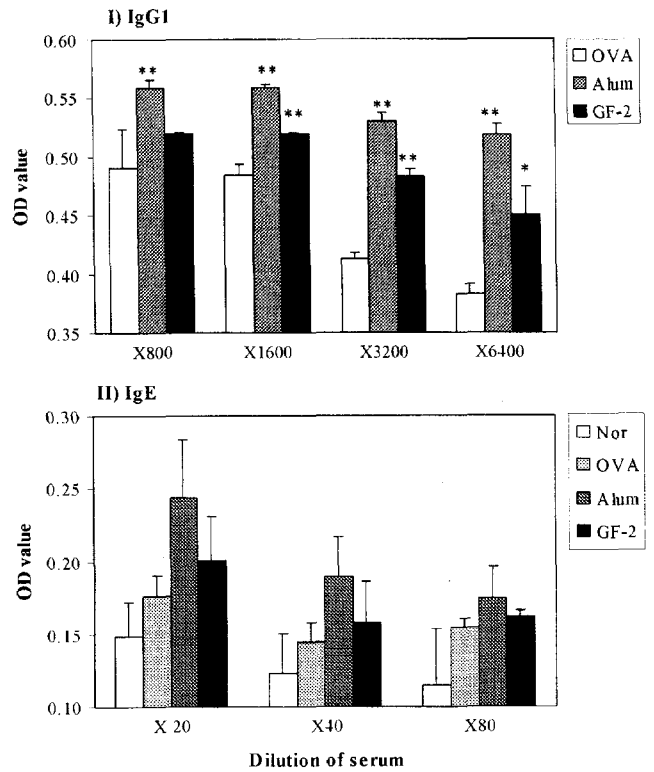 I) IgG1
0.60
0.55
0.50
0.45
0.40
0.35
OD value
** ** ** ** ** ** *
X800 X1600 X3200 X6400
OVA
Alum
GF-2
II) IgE
0.30
0.25
0.20
0.15
0.10
OD value
X 20 X40 X80
Nor
OVA
Alum
GF-2
Dilution of serum